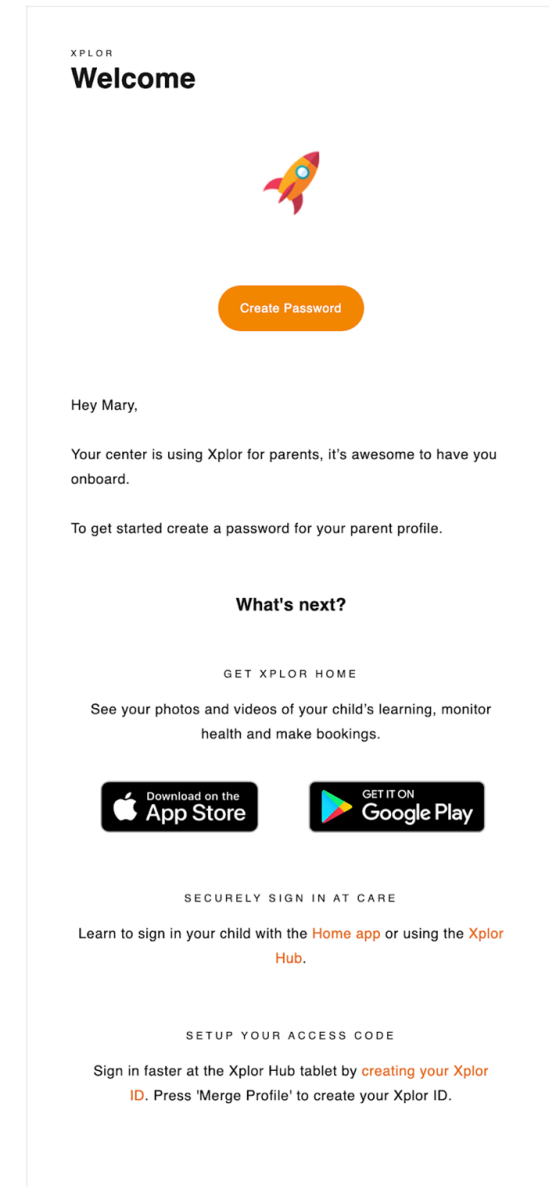 XPLOR
Welcome
Create Password
Hey Mary,
Your center is using Xplor for parents, it’s awesome to have you
onboard.
To get started create a password for your parent profile.
What's next?
GET XPLOR HOME
See your photos and videos of your child’s learning, monitor
health and make bookings.
Download on the
App Store
GET IT ON
Google Play
SECURELY SIGN IN AT CARE
Learn to sign in your child with the Home app or using the Xplor
Hub.
SETUP YOUR ACCESS CODE
Sign in faster at the Xplor Hub tablet by creating your Xplor
ID. Press 'Merge Profile' to create your Xplor ID.